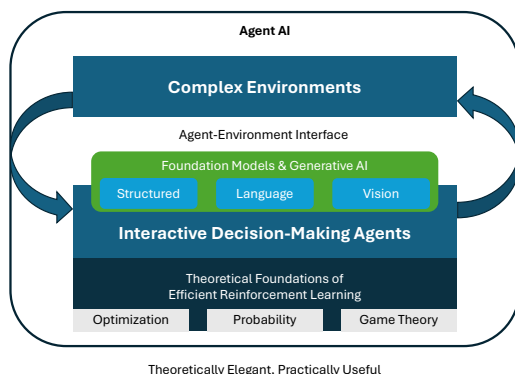 Agent AI
Complex Environments
Agent-Environment Interface
Foundation Models & Generative AI
Structured Language Vision
Interactive Decision-Making Agents
Theoretical Foundations of
Efficient Reinforcement Learning
Optimization Probability Game Theory
Theoretically Elegant, Practically Useful